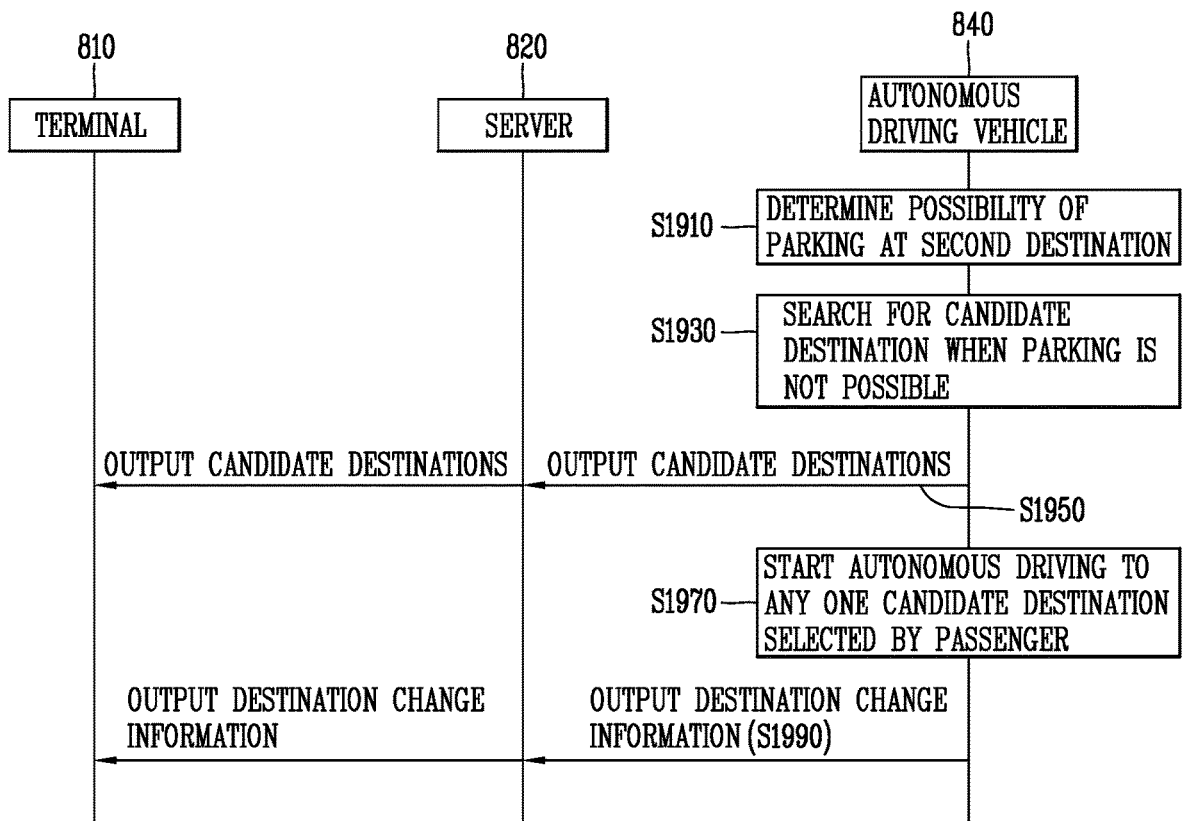 810
820
840
TERMINAL
SERVER
AUTONOMOUS
DRIVING VEHICLE
S1910
DETERMINE POSSIBILITY OF
PARKING AT SECOND DESTINATION
S1930
SEARCH FOR CANDIDATE
DESTINATION WHEN PARKING IS
NOT POSSIBLE
OUTPUT CANDIDATE DESTINATIONS
OUTPUT CANDIDATE DESTINATIONS
S1950
S1970
START AUTONOMOUS DRIVING TO
ANY ONE CANDIDATE DESTINATION
SELECTED BY PASSENGER
OUTPUT DESTINATION CHANGE
INFORMATION
OUTPUT DESTINATION CHANGE
INFORMATION (S1990)